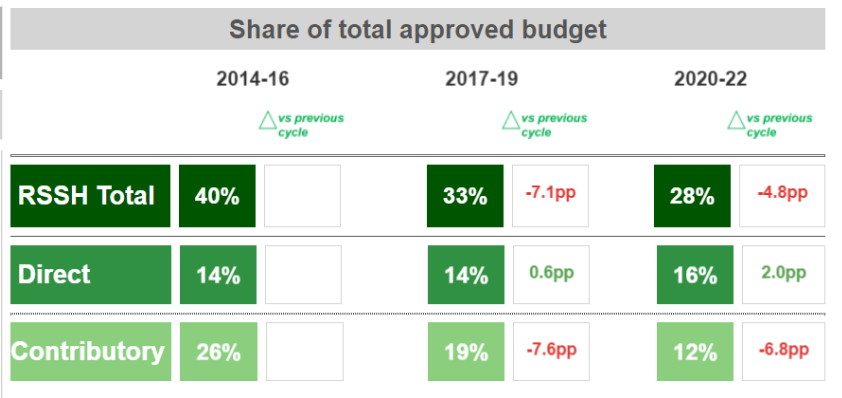 Share of total approved budget
2014-16 2017-19 2020-22
vs previous cycle vs previous cycle vs previous cycle
RSSH Total 40% 33% -7.1pp 28% -4.8pp
Direct 14% 14% 0.6pp 16% 2.0pp
Contributory 26% 19% -7.6pp 12% -6.8pp